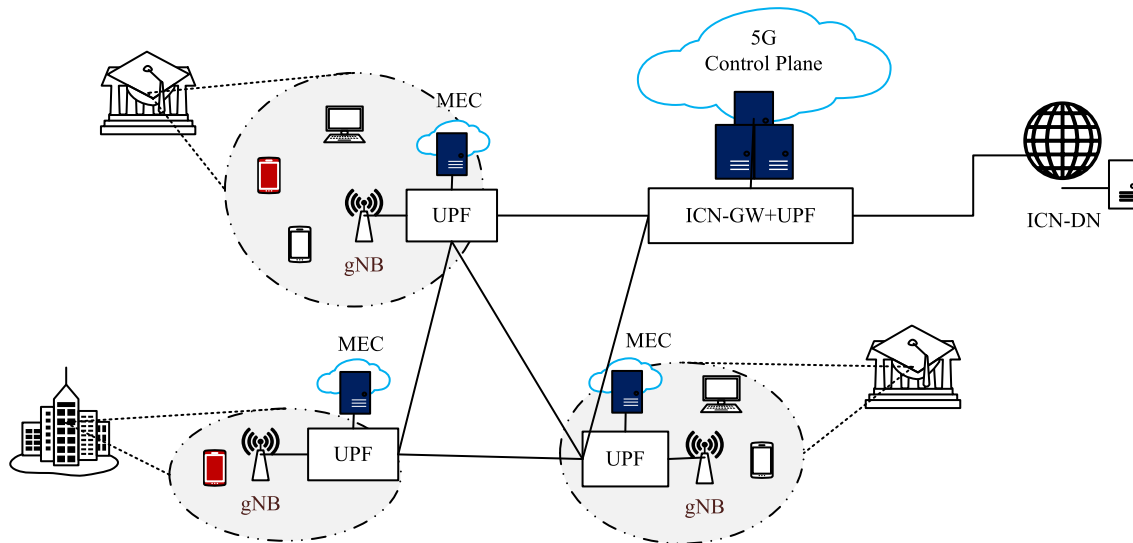 5G
Control Plane
MEC
UPF
ICN-GW+UPF
ICN-DN
gNB
MEC
MEC
UPF
UPF
gNB
gNB